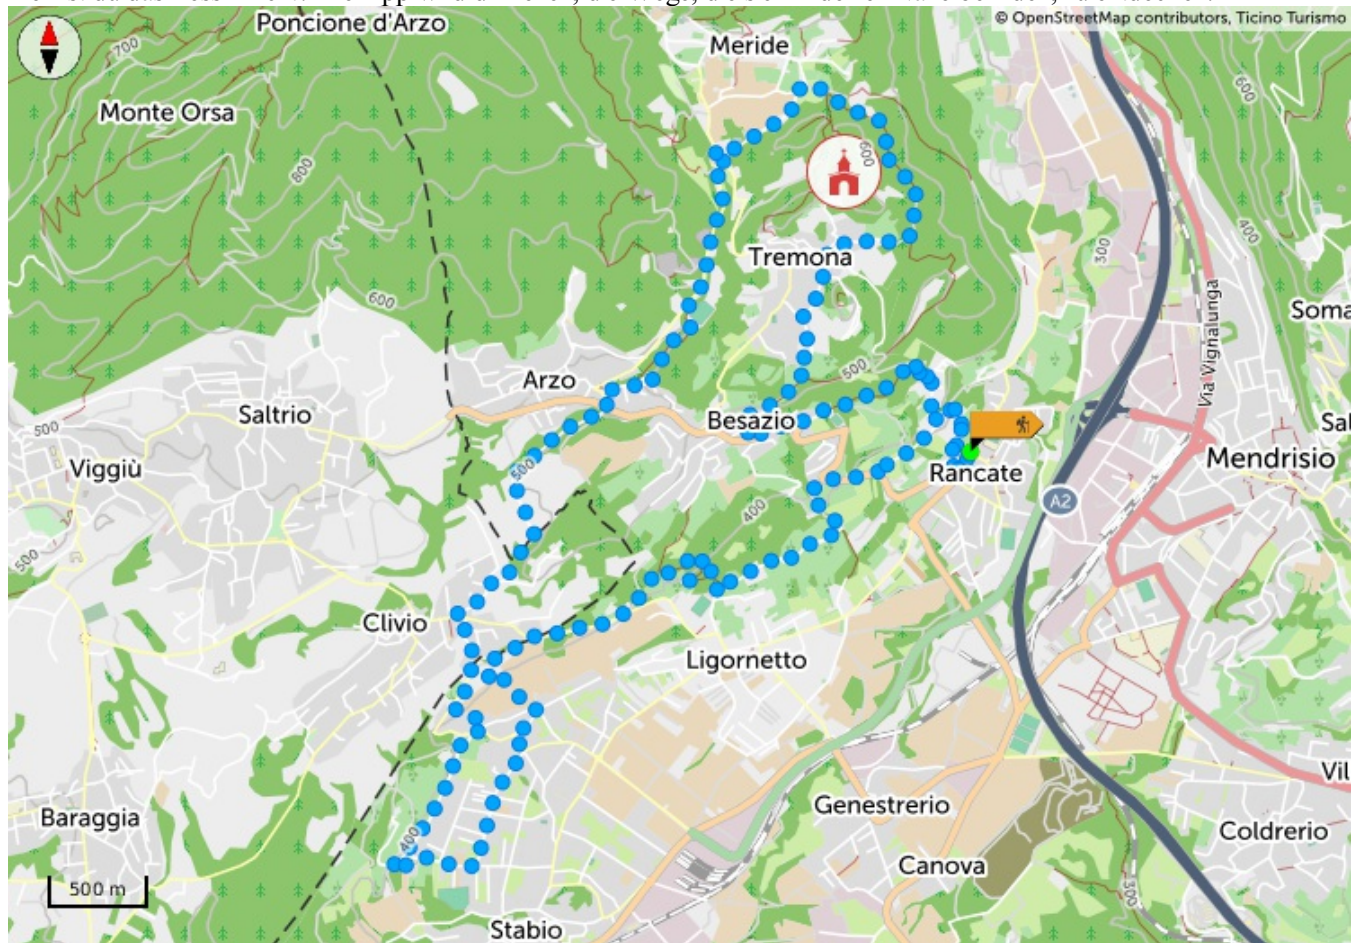 © OpenStreetMap contributors, Ticino Turismo
Poncione d'Arzo
Meride
700
600
Monte Orsa
600
800
400
300
Tremona
Via Vignalunga
600
Soma
500
Arzo
Saltrio
Besazio
Sal
500
Viggiù
Rancate
Mendrisio
500
A2
400
500
Clivio
Ligornetto
Vil
Genestrerio
Baraggia
Coldrerio
400
Canova
300
500 m
Stabio